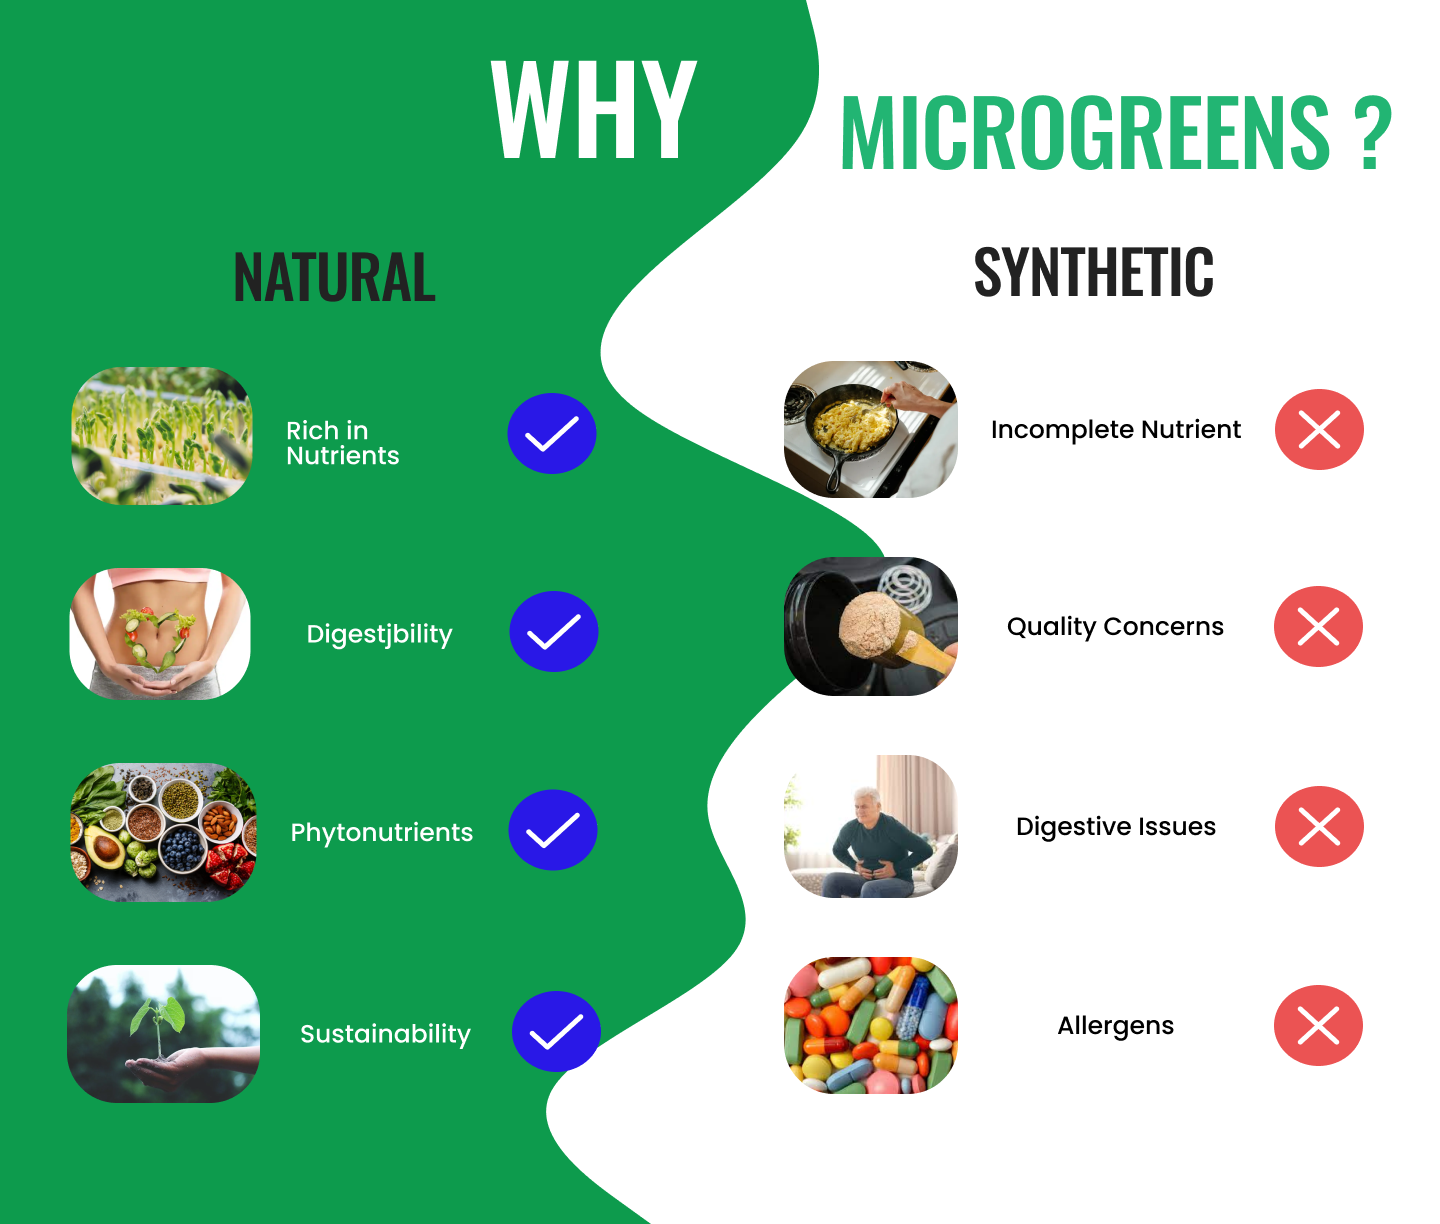 WHY
MICROGREENS ?
NATURAL
Rich in
Nutrients
Digestjbility
Phytonutrients
Sustainability
SYNTHETIC
Incomplete Nutrient
Quality Concerns
Digestive Issues
Allergens